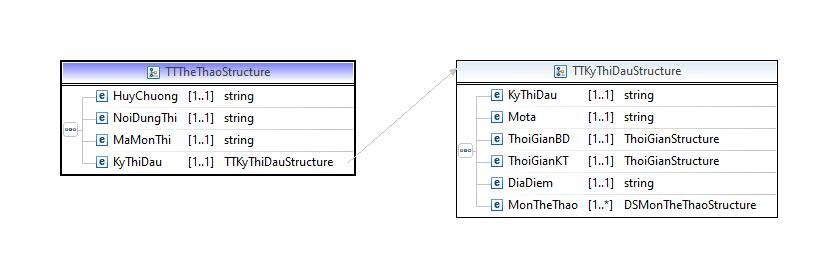 TTTheThaoStructure
HuyChuong [1..1] string
NoiDungThi [1..1] string
MaMonThi [1..1] string
KyThiDau [1..1] TTKyThiDauStructure
TTKyThiDauStructure
KyThiDau [1..1] string
Mota [1..1] string
ThoiGianBD [1..1] ThoiGianStructure
ThoiGianKT [1..1] ThoiGianStructure
DiaDiem [1..1] string
MonTheThao [1..*] DSMonTheThaoStructure